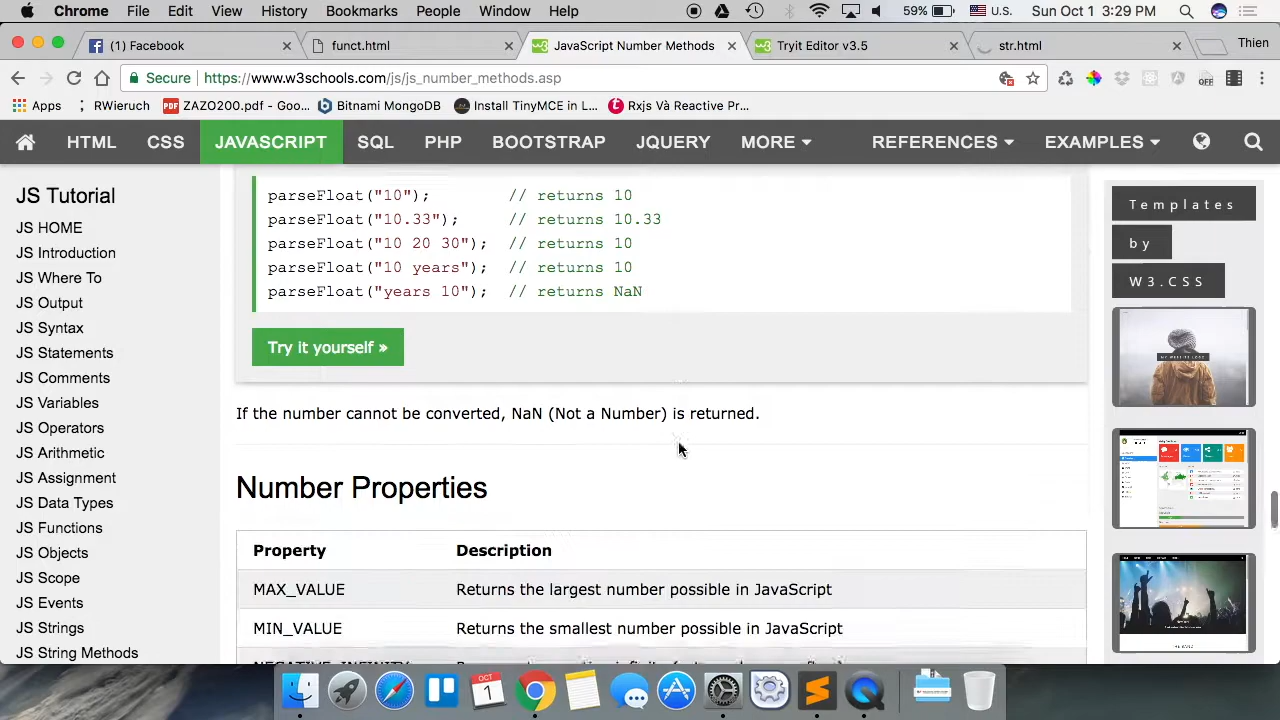 Chrome File Edit View History Bookmarks People Window Help 59% U.S. Sun Oct 1 3:29 PM
(1) Facebook funct.html JavaScript Number Methods Tryit Editor v3.5 str.html Thien
Secure https://www.w3schools.com/js/js_number_methods.asp
Apps RWieruch ZAZO200.pdf - Goo... Bitnami MongoDB Install TinyMCE in L... Rxjs Và Reactive Pr...
HTML CSS JAVASCRIPT SQL PHP BOOTSTRAP JQUERY MORE REFERENCES EXAMPLES
JS Tutorial
JS HOME
JS Introduction
JS Where To
JS Output
JS Syntax
JS Statements
JS Comments
JS Variables
JS Operators
JS Arithmetic
JS Assignment
JS Data Types
JS Functions
JS Objects
JS Scope
JS Events
JS Strings
JS String Methods
parseFloat("10"); // returns 10
parseFloat("10.33"); // returns 10.33
parseFloat("10 20 30"); // returns 10
parseFloat("10 years"); // returns 10
parseFloat("years 10"); // returns NaN
Try it yourself »
If the number cannot be converted, NaN (Not a Number) is returned.
Number Properties
Property Description
MAX_VALUE Returns the largest number possible in JavaScript
MIN_VALUE Returns the smallest number possible in JavaScript
Templates
by
W3.CSS
OCT
1